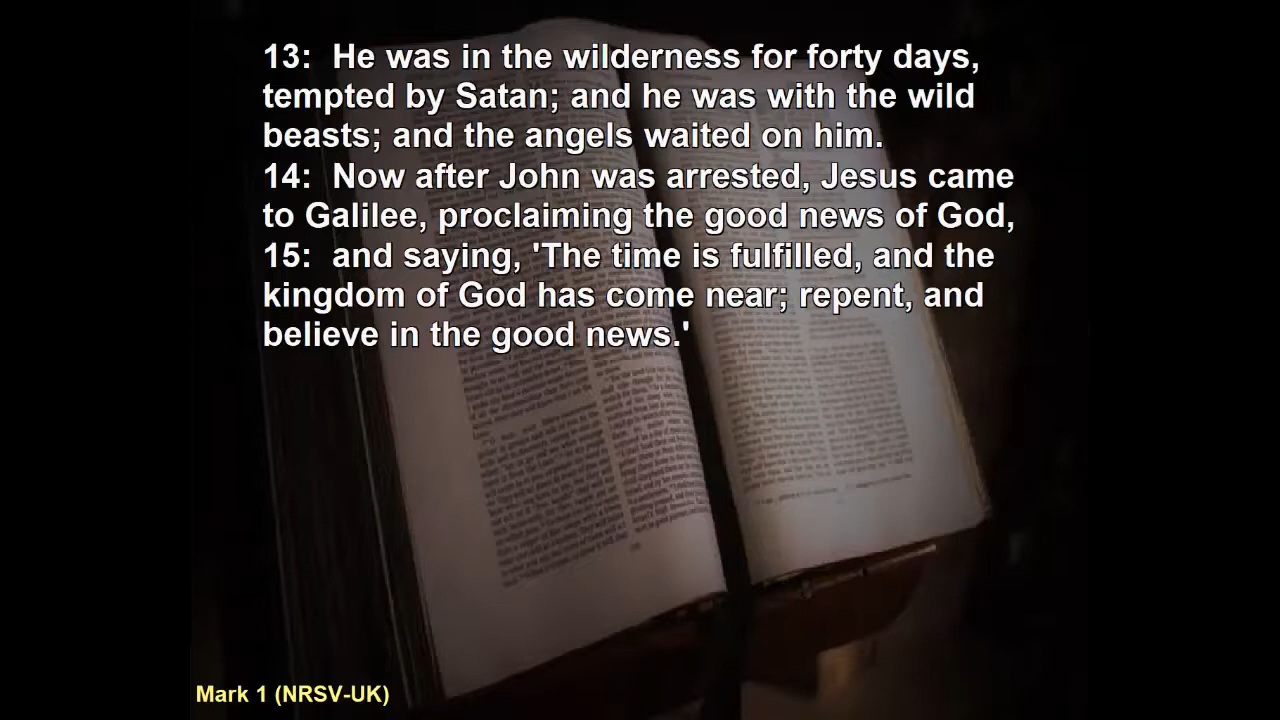 13:  He was in the wilderness for forty days,
tempted by Satan; and he was with the wild
beasts; and the angels waited on him.
14:  Now after John was arrested, Jesus came
to Galilee, proclaiming the good news of God,
15:  and saying, 'The time is fulfilled, and the
kingdom of God has come near; repent, and
believe in the good news.'
Mark 1 (NRSV-UK)